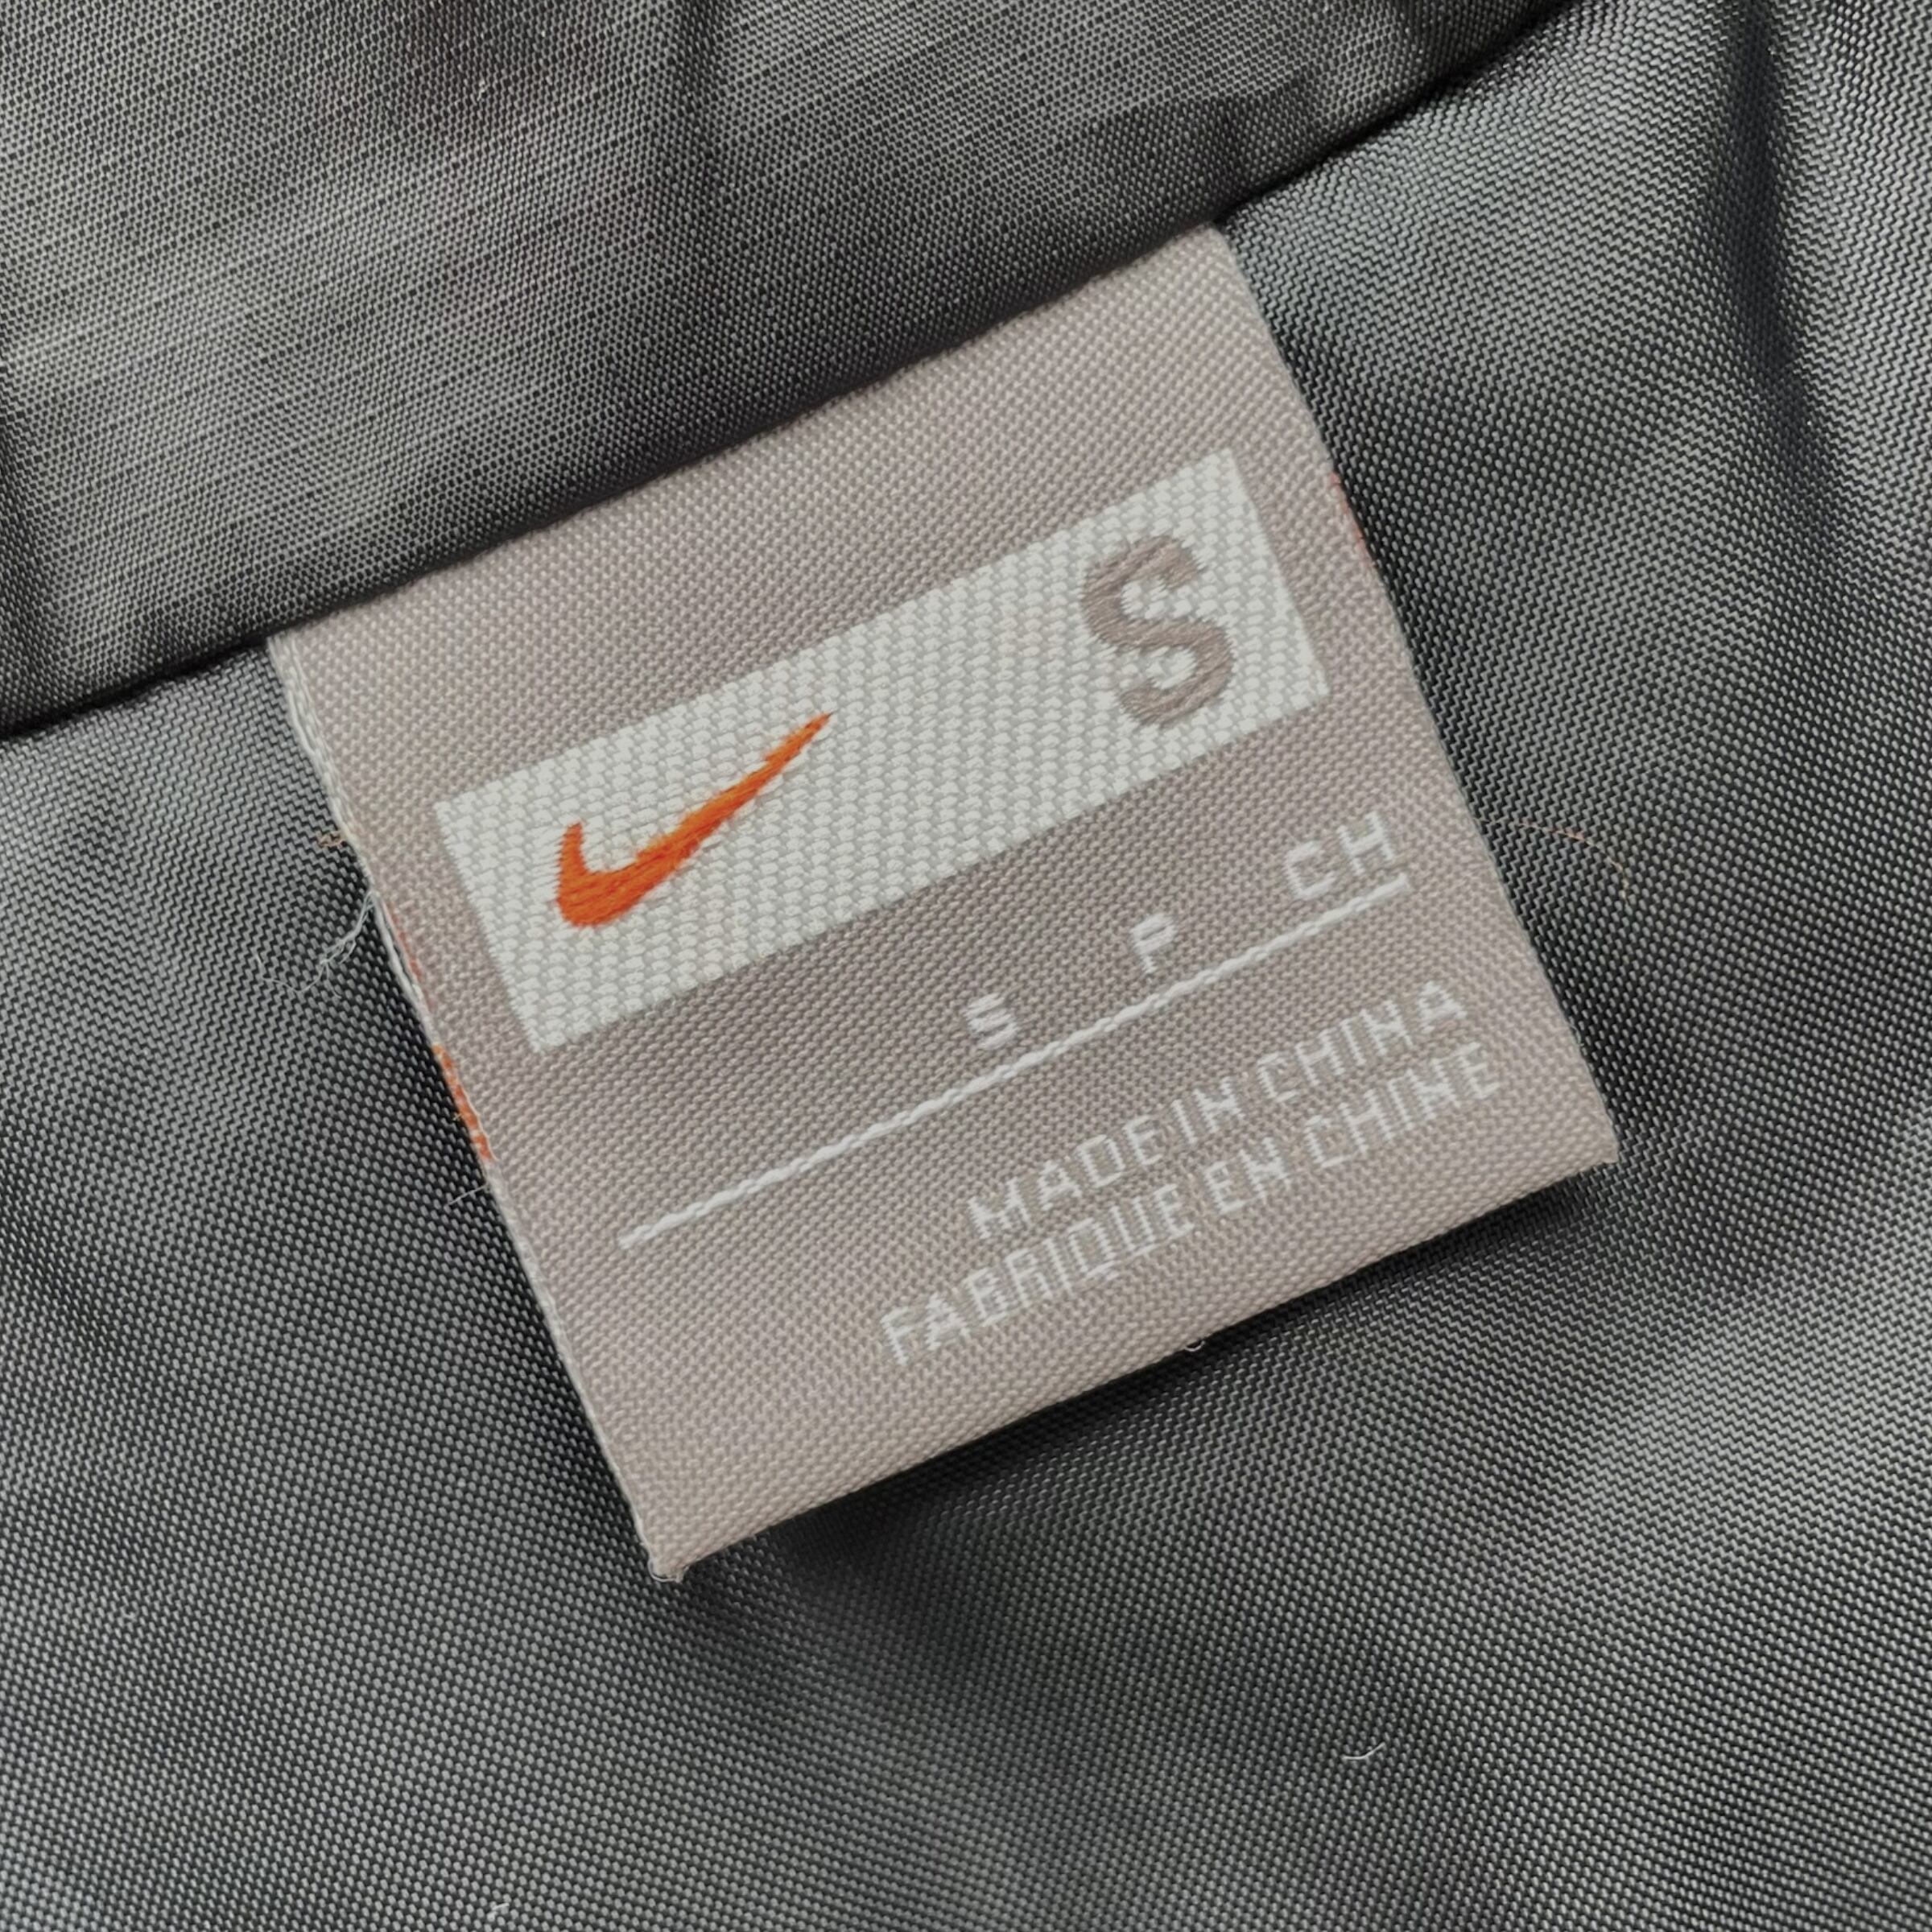 S
S P CH
MADE IN CHINA
FABRIQUE EN CHINE